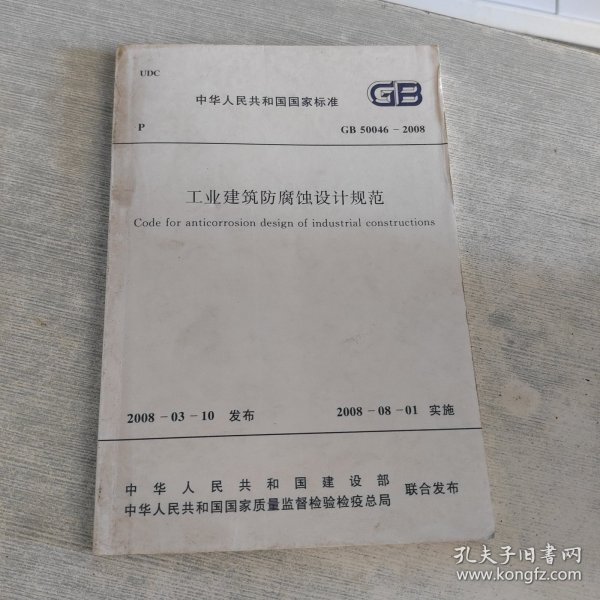 UDC
中华人民共和国国家标准
GB
P
GB 50046－2008
工业建筑防腐蚀设计规范
Code for anticorrosion design of industrial constructions
2008－03－10 发布
2008－08－01 实施
中华人民共和国建设部
中华人民共和国国家质量监督检验检疫总局
联合发布
孔夫子旧书网
www.kongfz.com